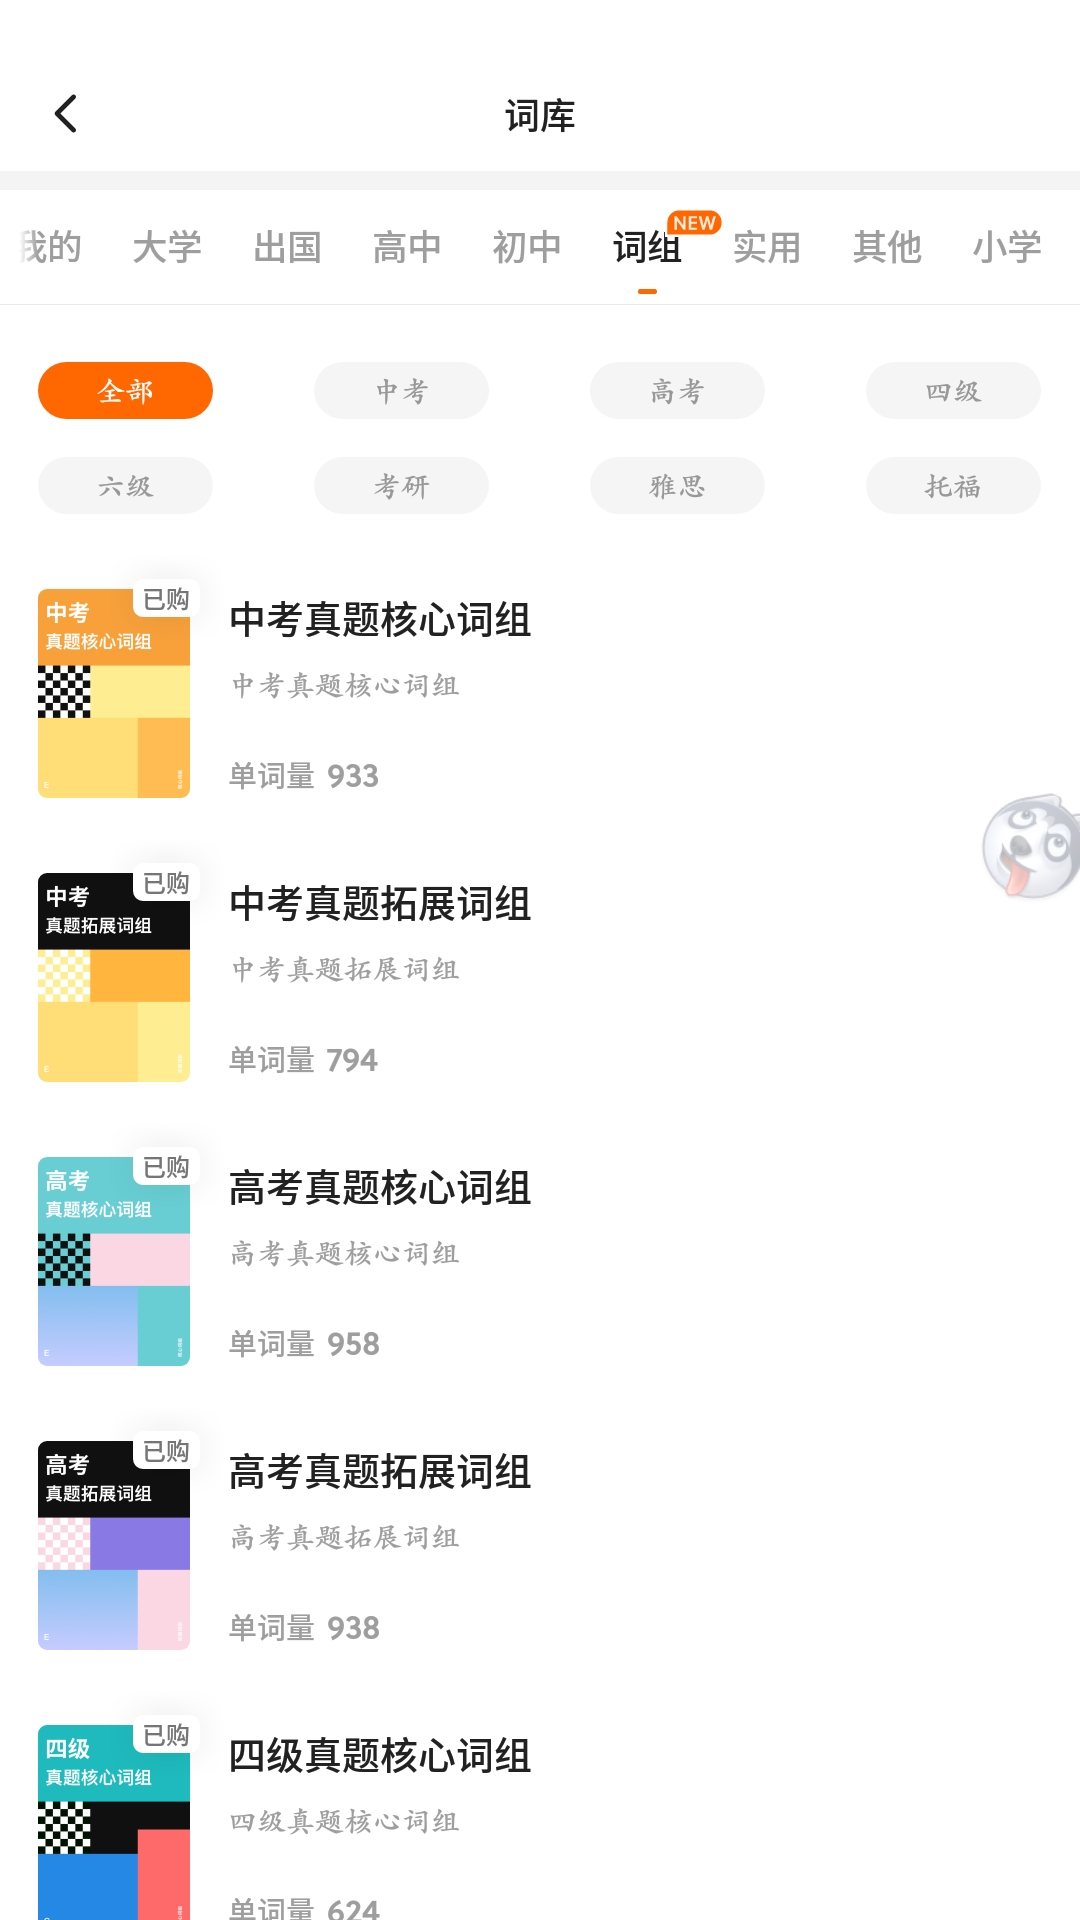 词库
我的 大学 出国 高中 初中 词组 NEW 实用 其他 小学
全部 中考 高考 四级
六级 考研 雅思 托福
中考
真题核心词组
已购
中考真题核心词组
中考真题核心词组
单词量 933
中考
真题拓展词组
已购
中考真题拓展词组
中考真题拓展词组
单词量 794
高考
真题核心词组
已购
高考真题核心词组
高考真题核心词组
单词量 958
高考
真题拓展词组
已购
高考真题拓展词组
高考真题拓展词组
单词量 938
四级
真题核心词组
已购
四级真题核心词组
四级真题核心词组
单词量 624